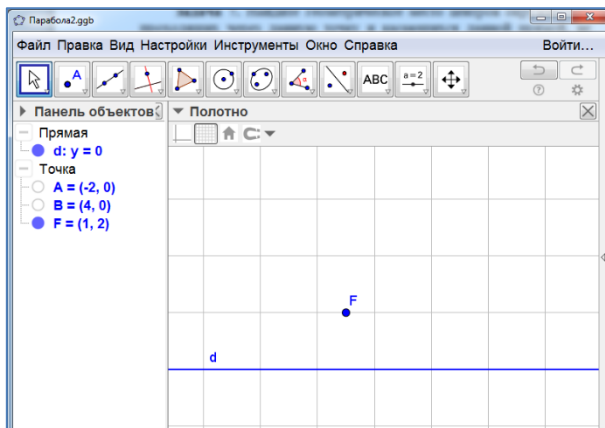 Парабола2.ggb
Файл Правка Вид Настройки Инструменты Окно Справка Войти...
A ABC a=2
Панель объектов Полотно
Прямая
d: y = 0
Точка
A = (-2, 0)
B = (4, 0)
F = (1, 2)
F
d